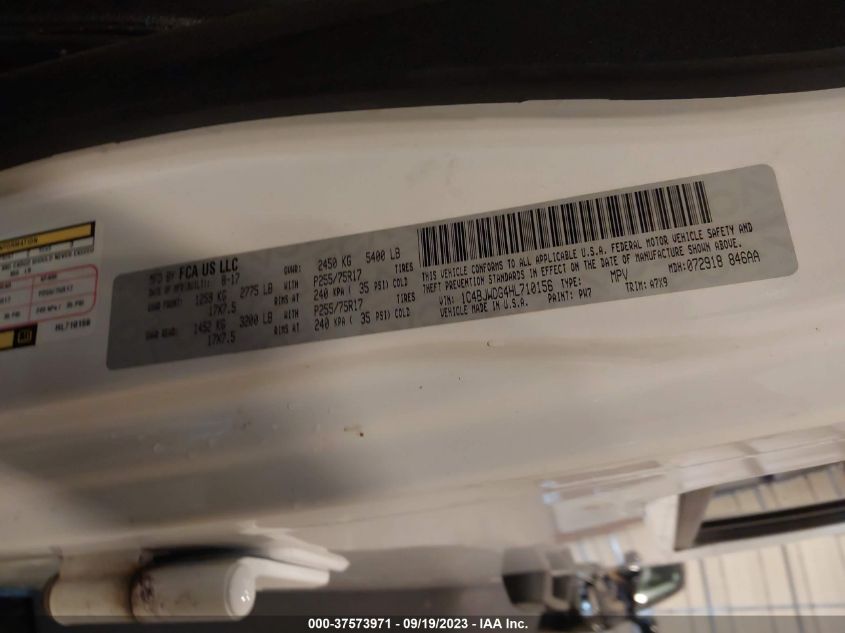 MFD BY FCA US LLC
DATE OF MFR(BUILT): 8-17 GVWR: 2450 KG 5400 LB
GAWR FRONT: 1259 KG 2775 LB WITH P255/75R17 TIRES
17X7.5 RIMS AT 240 KPA ( 35 PSI) COLD
GAWR REAR: 1452 KG 3200 LB WITH P255/75R17 TIRES
17X7.5 RIMS AT 240 KPA ( 35 PSI) COLD
THIS VEHICLE CONFORMS TO ALL APPLICABLE U.S.A. FEDERAL MOTOR VEHICLE SAFETY AND
THEFT PREVENTION STANDARDS IN EFFECT ON THE DATE OF MANUFACTURE SHOWN ABOVE.
VIN: 1C4BJWDG4HL710156 TYPE: MPV MDH: 072918 846AA
VEHICLE MADE IN U.S.A. PAINT: PW7 TRIM: A7X9
HL710156
000-37573971 - 09/19/2023 - IAA Inc.